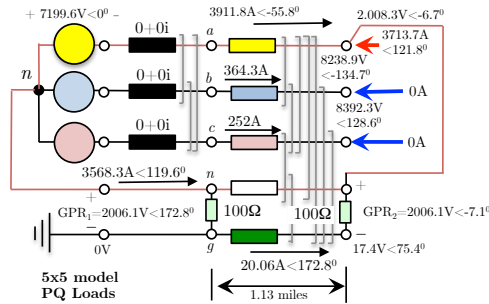 + 7199.6V<0⁰ -
3911.8A<-55.8⁰
2.008.3V<-6.7⁰
0+0i
a
3713.7A
<121.8⁰
8238.9V
<-134.7⁰
n
0+0i
b
364.3A
0A
8392.3V
<128.6⁰
0+0i
c
252A
0A
3568.3A<119.6⁰
n
+
+
GPR₁=2006.1V<172.8⁰
100Ω
100Ω
GPR₂=2006.1V<-7.1⁰
−
−
0V
g
17.4V<75.4⁰
20.06A<172.8⁰
5x5 model
PQ Loads
1.13 miles